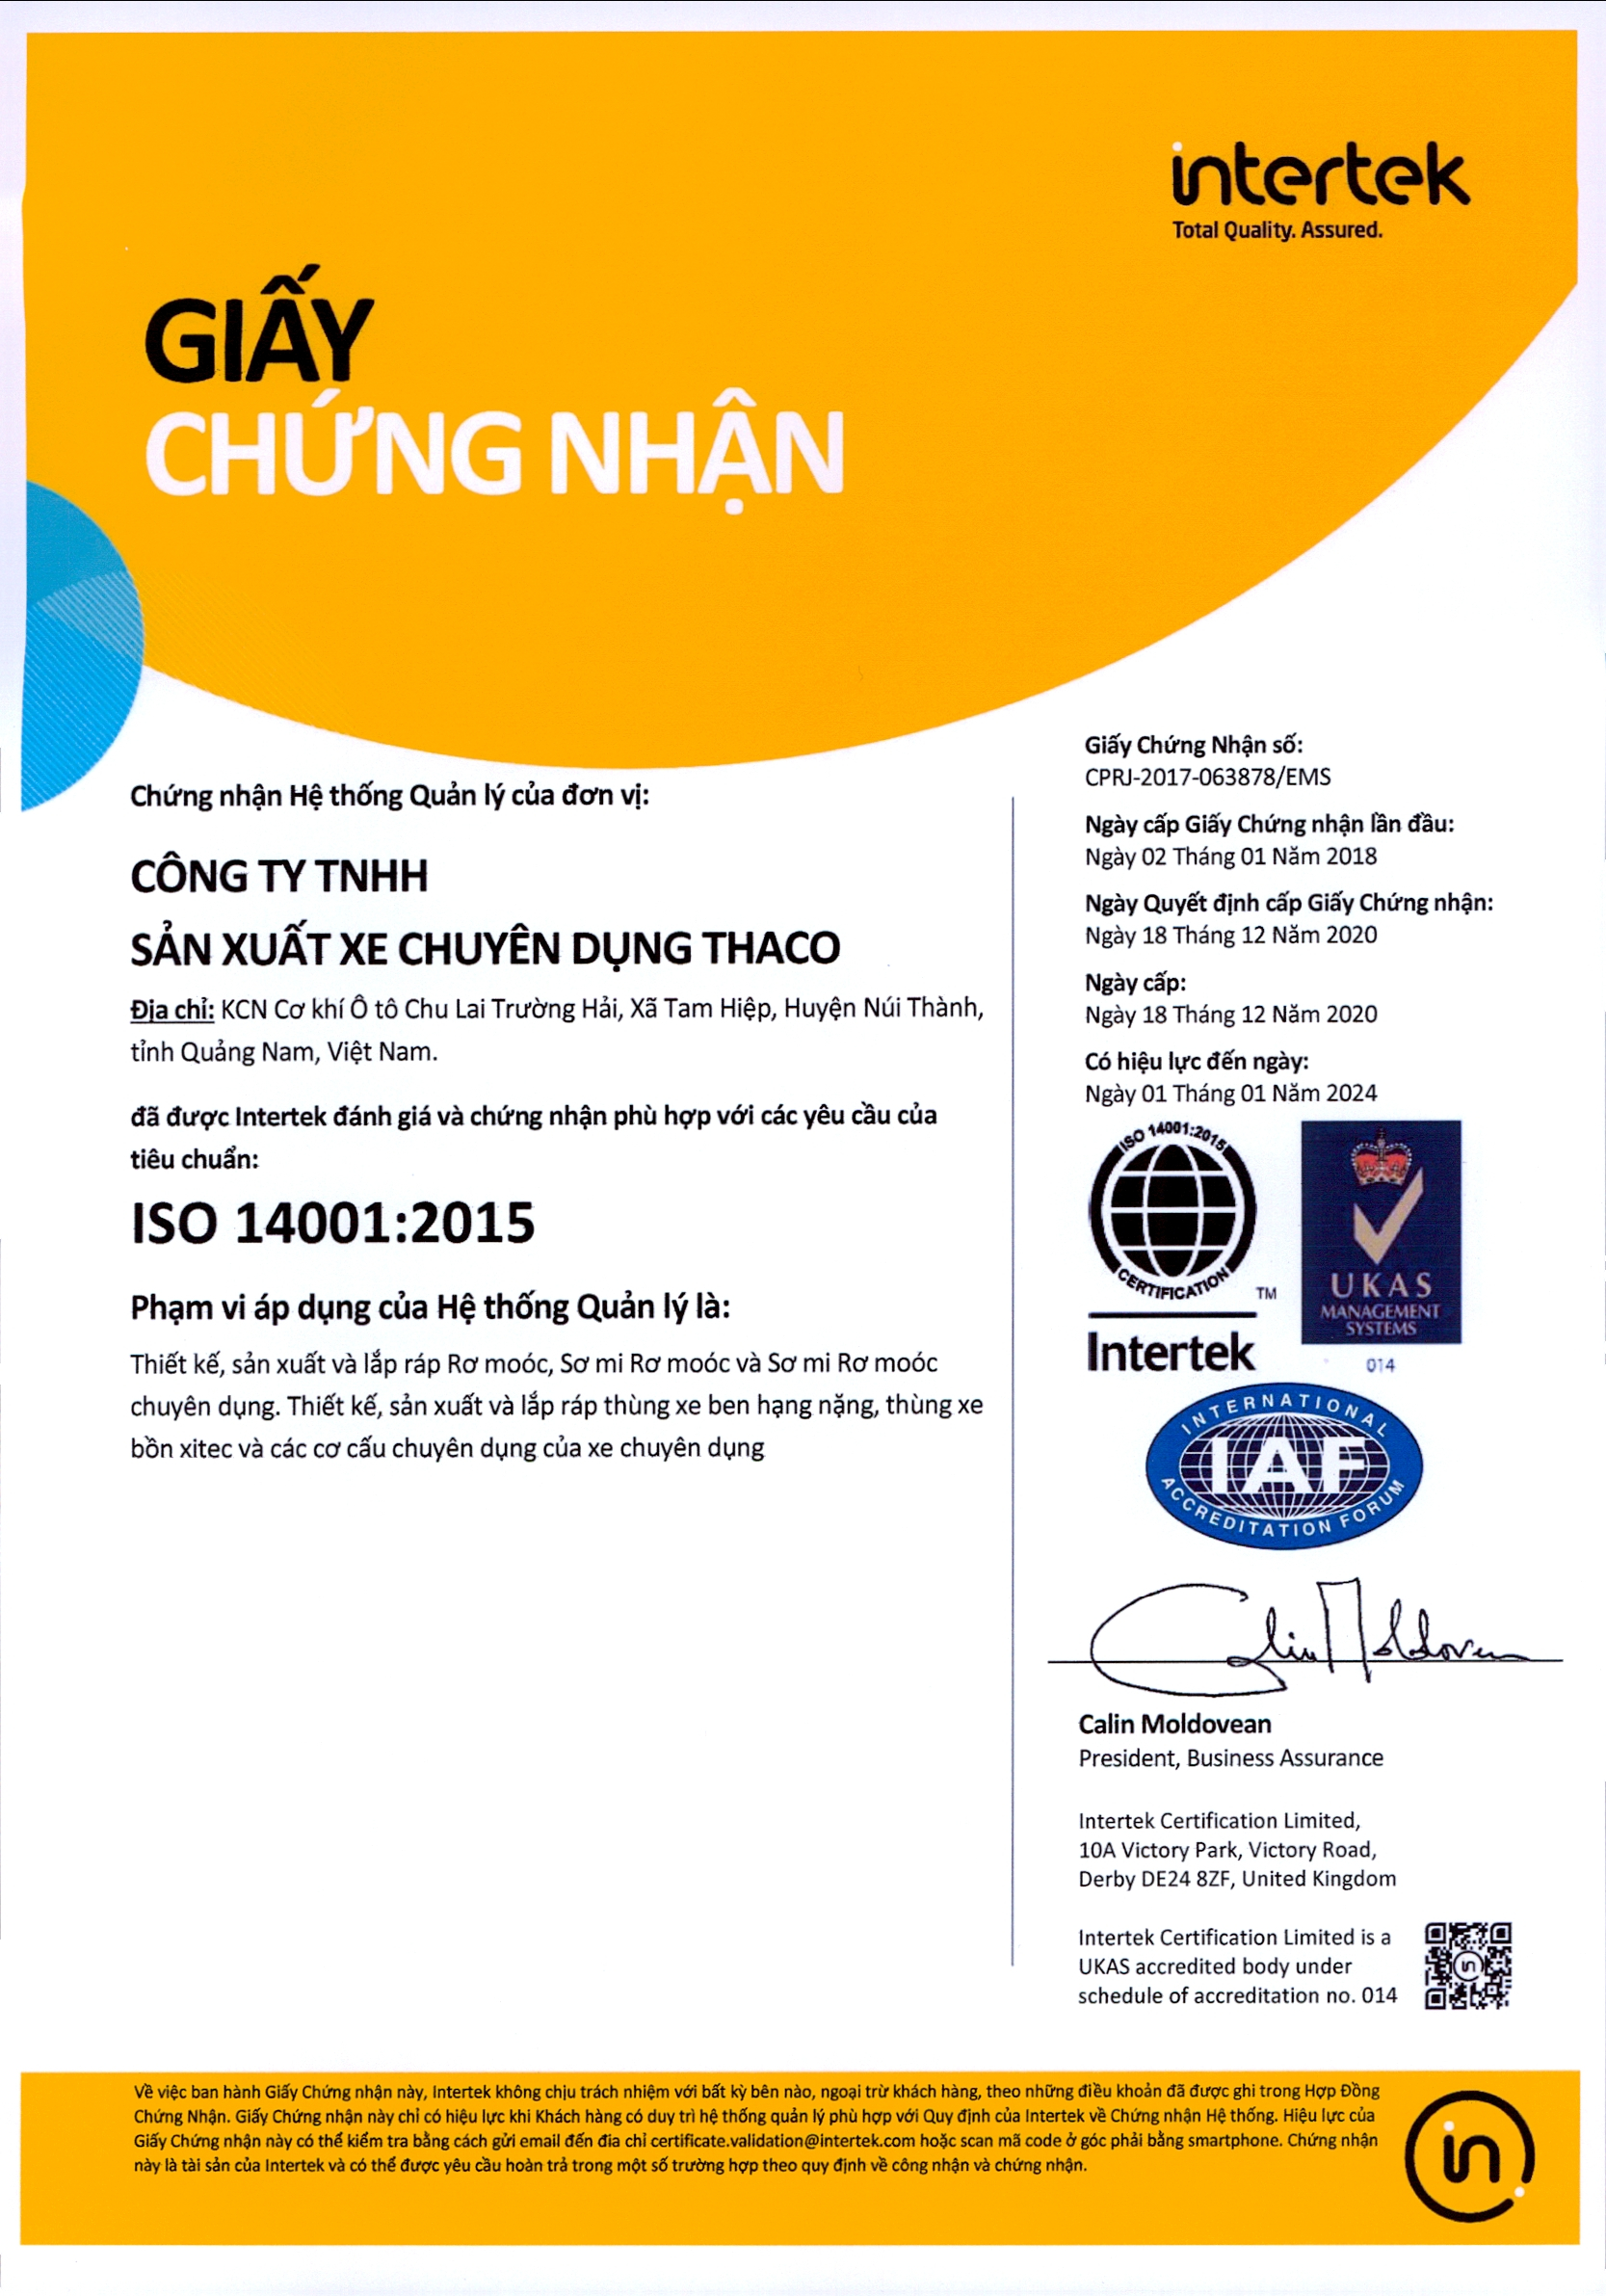 intertek
Total Quality. Assured.
GIẤY
CHỨNG NHẬN
Chứng nhận Hệ thống Quản lý của đơn vị:
CÔNG TY TNHH
SẢN XUẤT XE CHUYÊN DỤNG THACO
Địa chỉ: KCN Cơ khí Ô tô Chu Lai Trường Hải, Xã Tam Hiệp, Huyện Núi Thành,
tỉnh Quảng Nam, Việt Nam.
đã được Intertek đánh giá và chứng nhận phù hợp với các yêu cầu của
tiêu chuẩn:
ISO 14001:2015
Phạm vi áp dụng của Hệ thống Quản lý là:
Thiết kế, sản xuất và lắp ráp Rơ moóc, Sơ mi Rơ moóc và Sơ mi Rơ moóc
chuyên dụng. Thiết kế, sản xuất và lắp ráp thùng xe ben hạng nặng, thùng xe
bồn xitec và các cơ cấu chuyên dụng của xe chuyên dụng
Giấy Chứng Nhận số:
CPRJ-2017-063878/EMS
Ngày cấp Giấy Chứng nhận lần đầu:
Ngày 02 Tháng 01 Năm 2018
Ngày Quyết định cấp Giấy Chứng nhận:
Ngày 18 Tháng 12 Năm 2020
Ngày cấp:
Ngày 18 Tháng 12 Năm 2020
Có hiệu lực đến ngày:
Ngày 01 Tháng 01 Năm 2024
ISO 14001:2015
CERTIFICATION
TM
Intertek
UKAS
MANAGEMENT
SYSTEMS
014
INTERNATIONAL
IAF
ACCREDITATION FORUM
Calin Moldovean
Calin Moldovean
President, Business Assurance
Intertek Certification Limited,
10A Victory Park, Victory Road,
Derby DE24 8ZF, United Kingdom
Intertek Certification Limited is a
UKAS accredited body under
schedule of accreditation no. 014
in
Về việc ban hành Giấy Chứng nhận này, Intertek không chịu trách nhiệm với bất kỳ bên nào, ngoại trừ khách hàng, theo những điều khoản đã được ghi trong Hợp Đồng
Chứng Nhận. Giấy Chứng nhận này chỉ có hiệu lực khi Khách hàng có duy trì hệ thống quản lý phù hợp với Quy định của Intertek về Chứng nhận Hệ thống. Hiệu lực của
Giấy Chứng nhận này có thể kiểm tra bằng cách gửi email đến đia chỉ certificate.validation@intertek.com hoặc scan mã code ở góc phải bằng smartphone. Chứng nhận
này là tài sản của Intertek và có thể được yêu cầu hoàn trả trong một số trường hợp theo quy định về công nhận và chứng nhận.
in